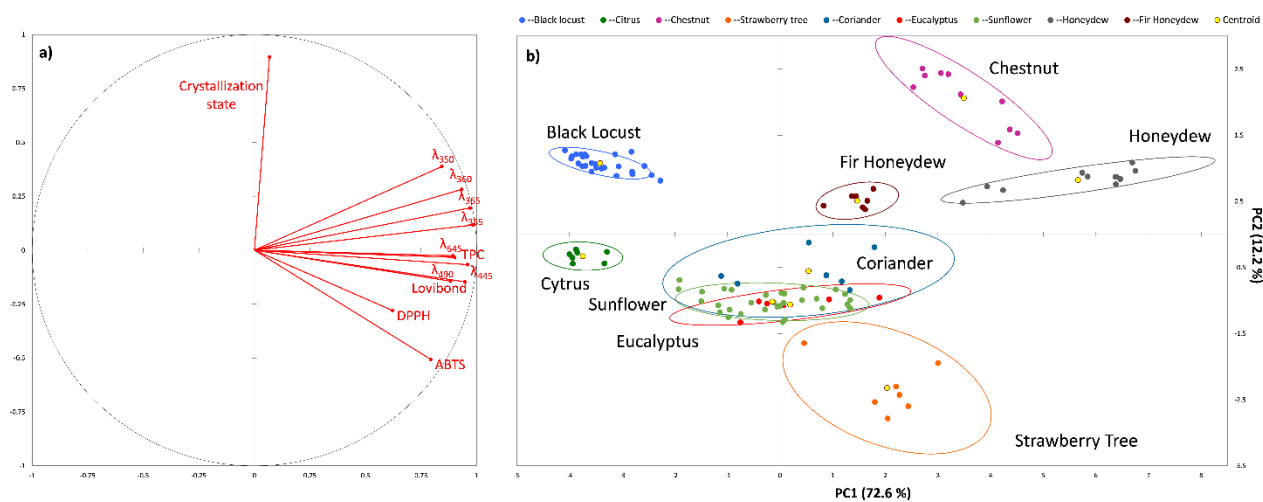 --Black locust --Citrus --Chestnut --Strawberry tree --Coriander --Eucalyptus --Sunflower --Honeydew --Fir Honeydew Centroid
a)
1
0.75
0.5
0.25
0
-0.25
-0.5
-0.75
-1
-1 -0.75 -0.5 -0.25 0 0.25 0.5 0.75 1
Crystallization
state
λ350
λ360
λ365
λ355
λ645
TPC
λ490
λ445
Lovibond
DPPH
ABTS
b)
Chestnut
Black Locust
Honeydew
Fir Honeydew
Cytrus
Coriander
Sunflower
Eucalyptus
Strawberry Tree
2.5
1.5
0.5
0.5
-1.5
-2.5
3.5
PC2 (12.2 %)
-5 -4 -3 -2 -1 0 1 2 3 4 5 6 7 8
PC1 (72.6 %)